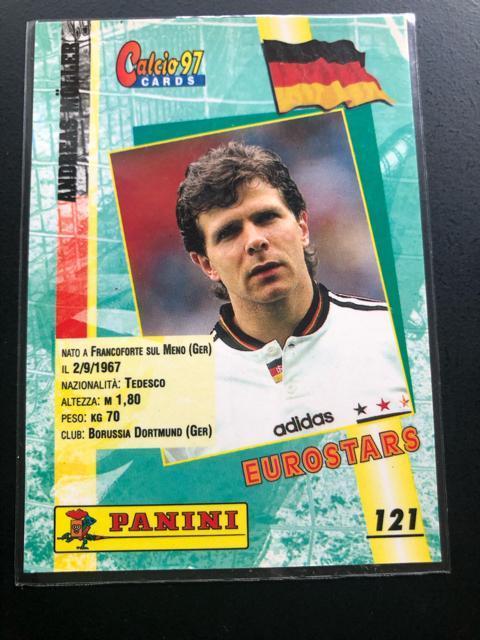 ANDREAS MÖLLER
Calcio 97
CARDS
NATO A FRANCOFORTE SUL MENO (GER)
IL 2/9/1967
NAZIONALITÀ: TEDESCO
ALTEZZA: M 1,80
PESO: KG 70
CLUB: BORUSSIA DORTMUND (GER)
adidas
EUROSTARS
PANINI
121